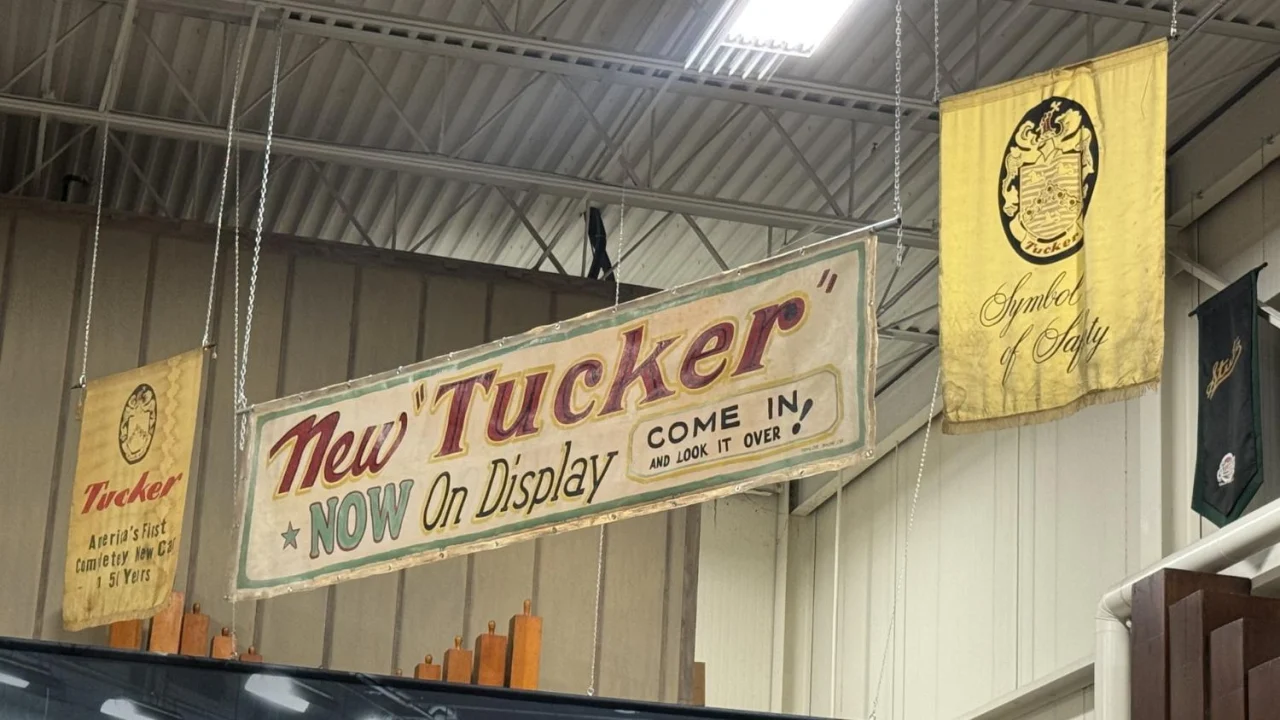 Tucker
America's First
Completely New Car
n 50 Years
New "Tucker"
NOW On Display
COME IN,
AND LOOK IT OVER!
Tucker
Symbol
of Safety